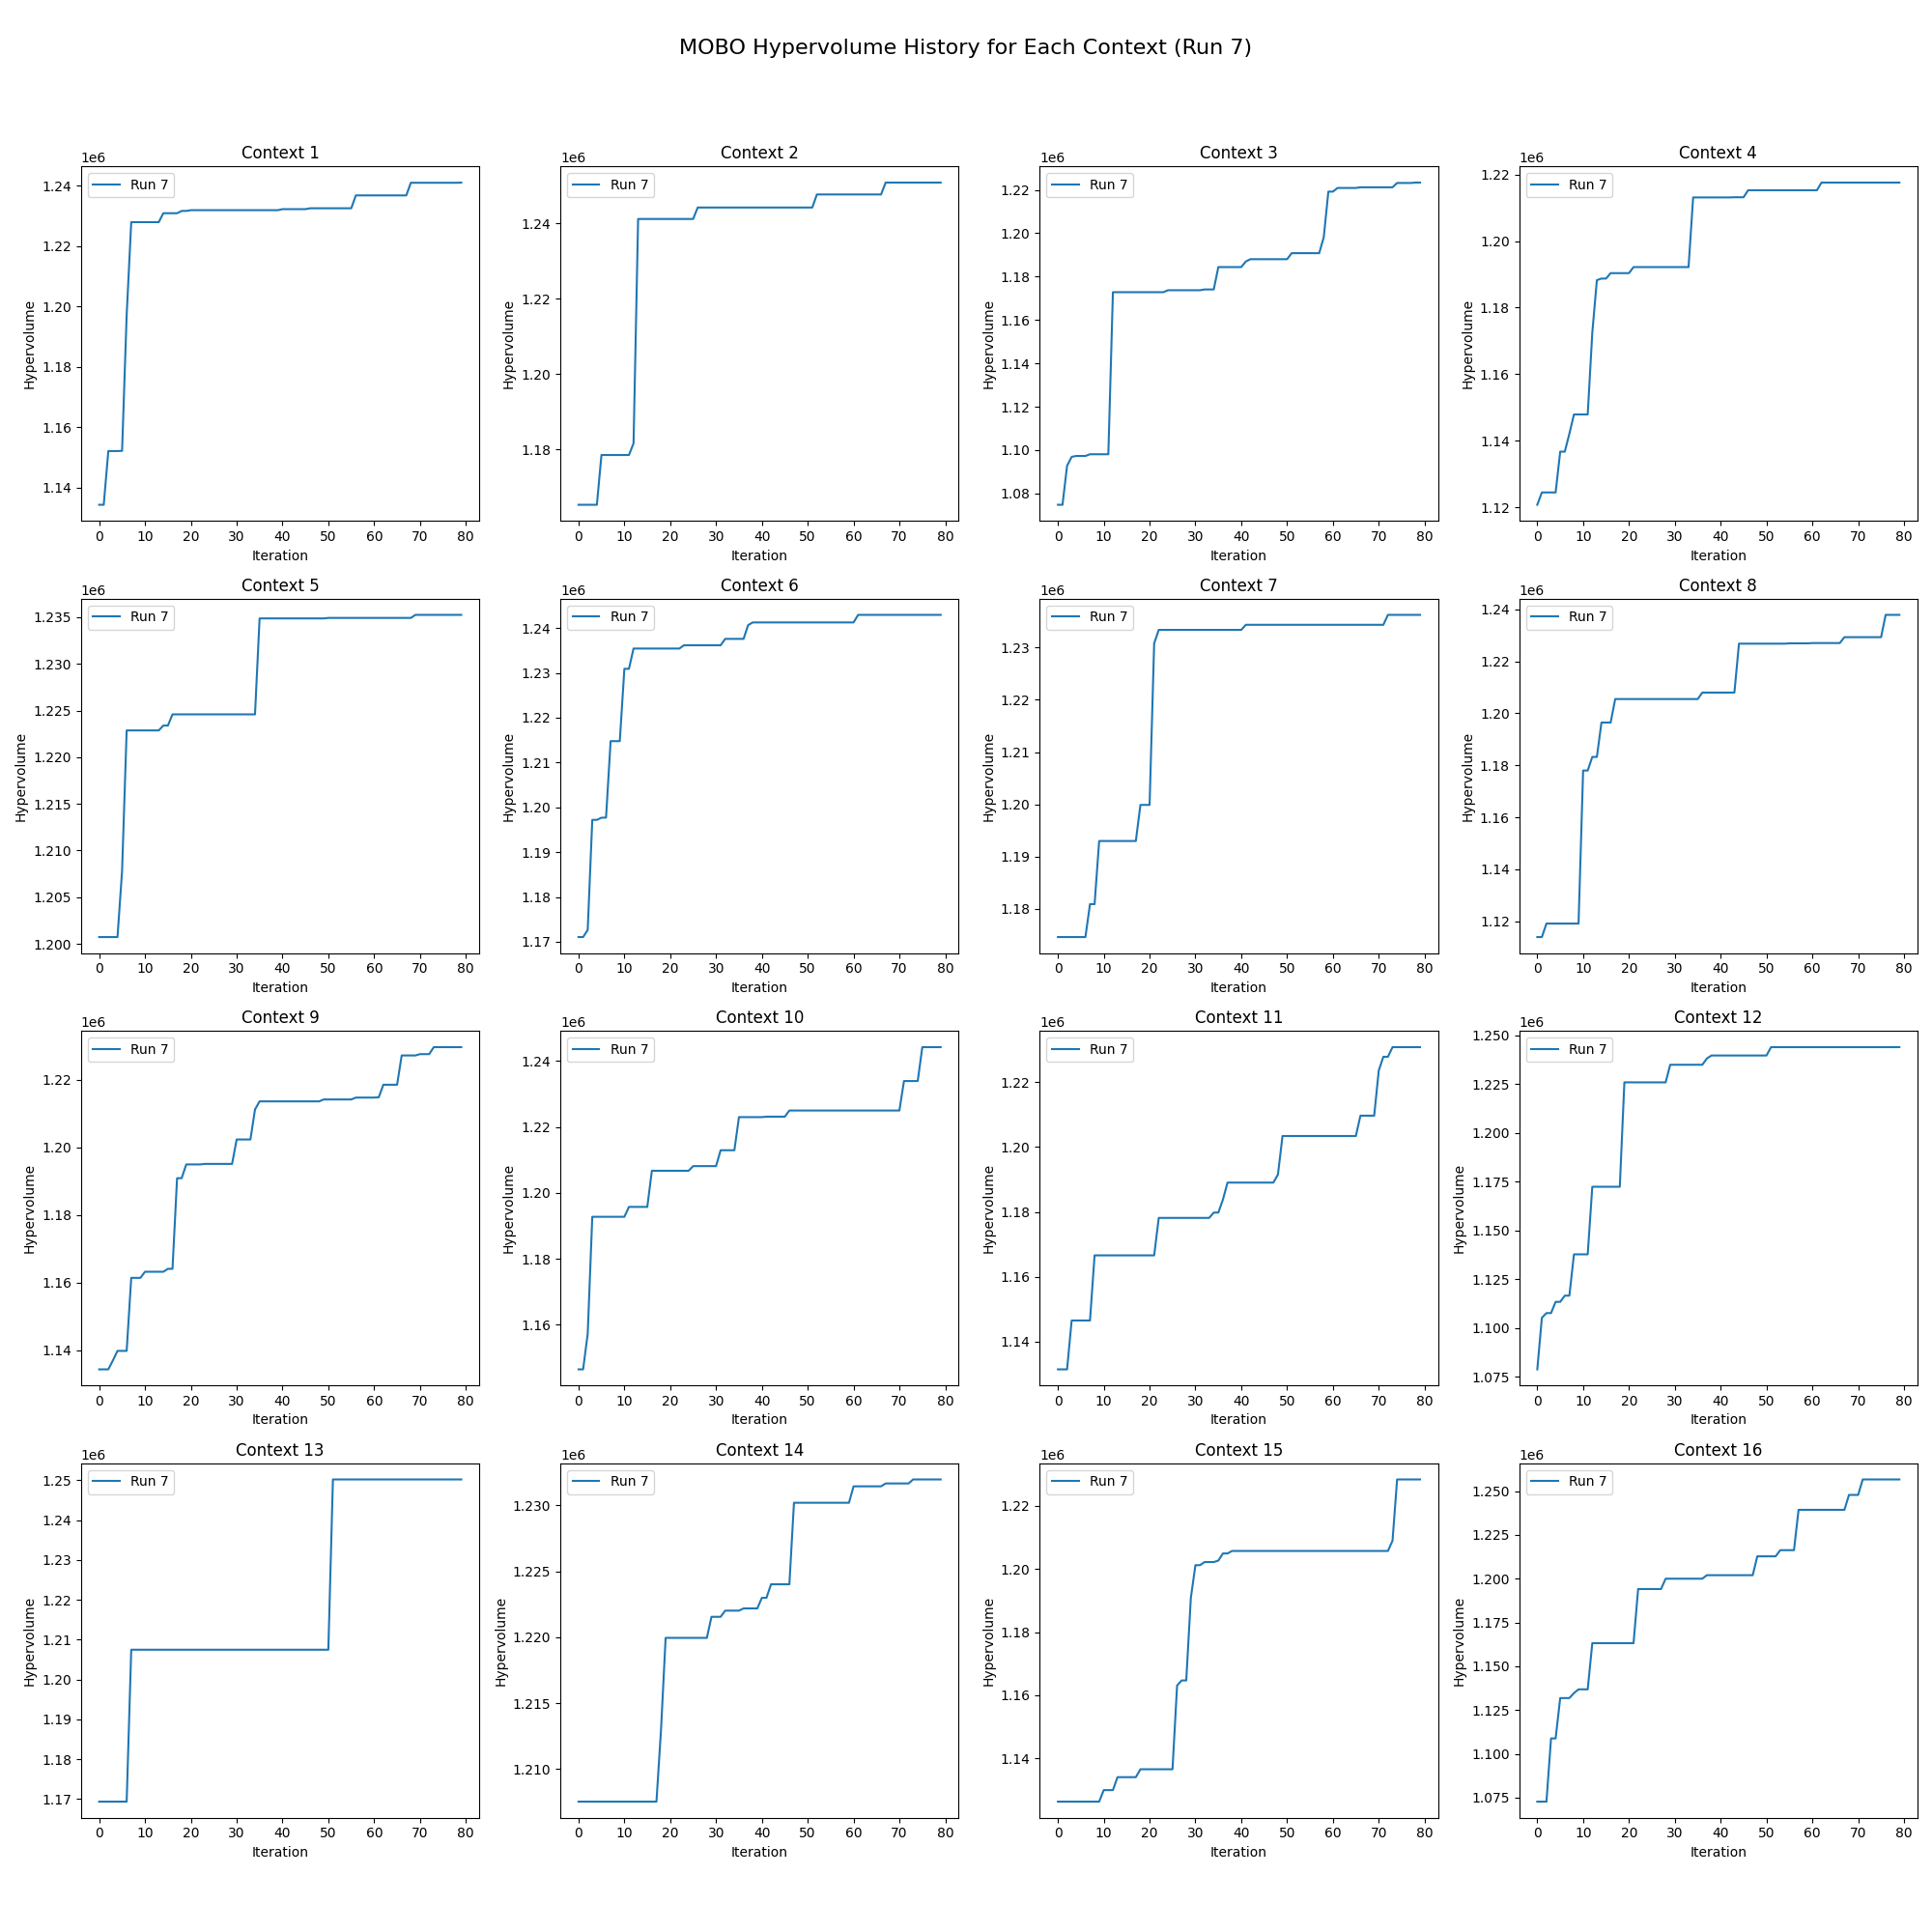 MOBO Hypervolume History for Each Context (Run 7)
Context 1
1e6
Run 7
1.24
1.22
1.20
1.18
1.16
1.14
Hypervolume
0 10 20 30 40 50 60 70 80
Iteration
Context 2
1e6
Run 7
1.24
1.22
1.20
1.18
Hypervolume
0 10 20 30 40 50 60 70 80
Iteration
Context 3
1e6
Run 7
1.22
1.20
1.18
1.16
1.14
1.12
1.10
1.08
Hypervolume
0 10 20 30 40 50 60 70 80
Iteration
Context 4
1e6
Run 7
1.22
1.20
1.18
1.16
1.14
1.12
Hypervolume
0 10 20 30 40 50 60 70 80
Iteration
Context 5
1e6
Run 7
1.235
1.230
1.225
1.220
1.215
1.210
1.205
1.200
Hypervolume
0 10 20 30 40 50 60 70 80
Iteration
Context 6
1e6
Run 7
1.24
1.23
1.22
1.21
1.20
1.19
1.18
1.17
Hypervolume
0 10 20 30 40 50 60 70 80
Iteration
Context 7
1e6
Run 7
1.23
1.22
1.21
1.20
1.19
1.18
Hypervolume
0 10 20 30 40 50 60 70 80
Iteration
Context 8
1e6
Run 7
1.24
1.22
1.20
1.18
1.16
1.14
1.12
Hypervolume
0 10 20 30 40 50 60 70 80
Iteration
Context 9
1e6
Run 7
1.22
1.20
1.18
1.16
1.14
Hypervolume
0 10 20 30 40 50 60 70 80
Iteration
Context 10
1e6
Run 7
1.24
1.22
1.20
1.18
1.16
Hypervolume
0 10 20 30 40 50 60 70 80
Iteration
Context 11
1e6
Run 7
1.22
1.20
1.18
1.16
1.14
Hypervolume
0 10 20 30 40 50 60 70 80
Iteration
Context 12
1e6
Run 7
1.250
1.225
1.200
1.175
1.150
1.125
1.100
1.075
Hypervolume
0 10 20 30 40 50 60 70 80
Iteration
Context 13
1e6
Run 7
1.25
1.24
1.23
1.22
1.21
1.20
1.19
1.18
1.17
Hypervolume
0 10 20 30 40 50 60 70 80
Iteration
Context 14
1e6
Run 7
1.230
1.225
1.220
1.215
1.210
Hypervolume
0 10 20 30 40 50 60 70 80
Iteration
Context 15
1e6
Run 7
1.22
1.20
1.18
1.16
1.14
Hypervolume
0 10 20 30 40 50 60 70 80
Iteration
Context 16
1e6
Run 7
1.250
1.225
1.200
1.175
1.150
1.125
1.100
1.075
Hypervolume
0 10 20 30 40 50 60 70 80
Iteration